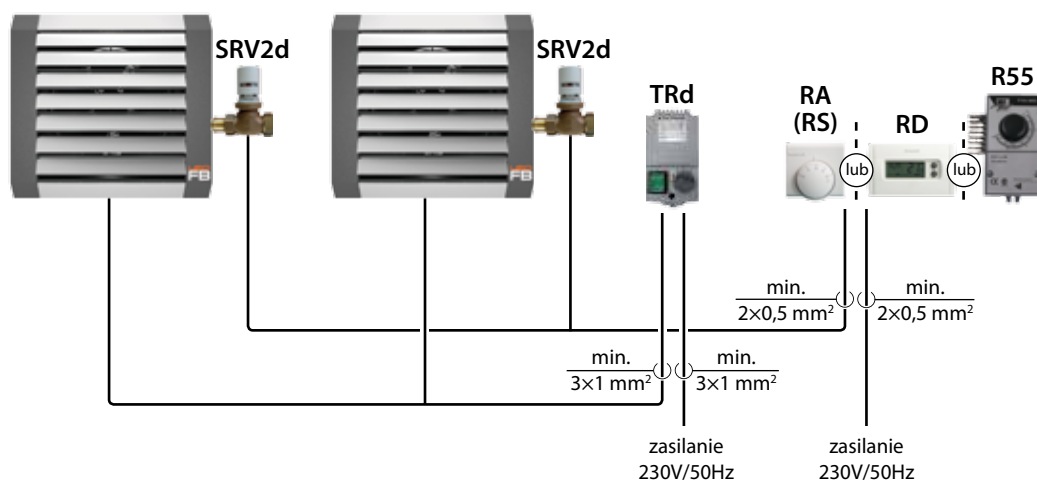 SRV2d
SRV2d
TRd
RA
(RS)
RD
R55
lub
lub
FB
FB
min.
2×0,5 mm²
min.
2×0,5 mm²
min.
3×1 mm²
min.
3×1 mm²
zasilanie
230V/50Hz
zasilanie
230V/50Hz